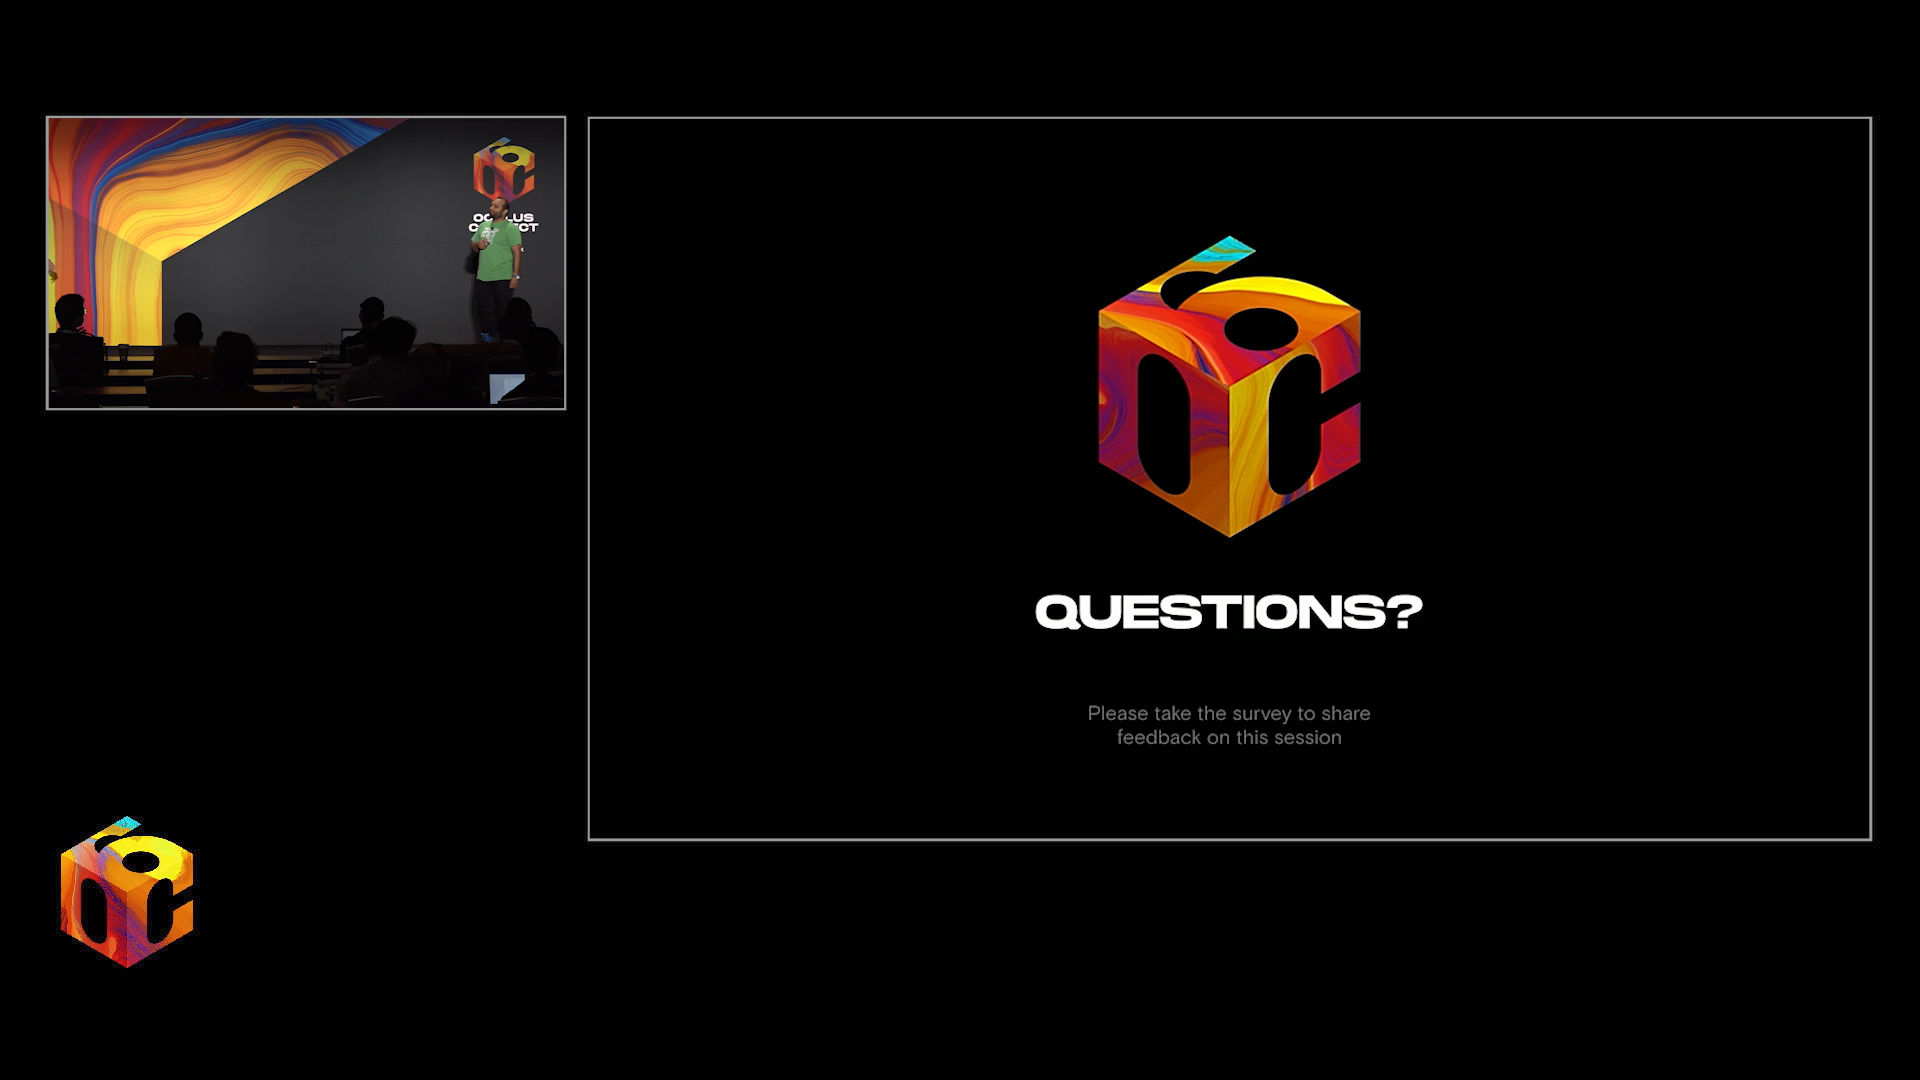 QUESTIONS?
Please take the survey to share
feedback on this session